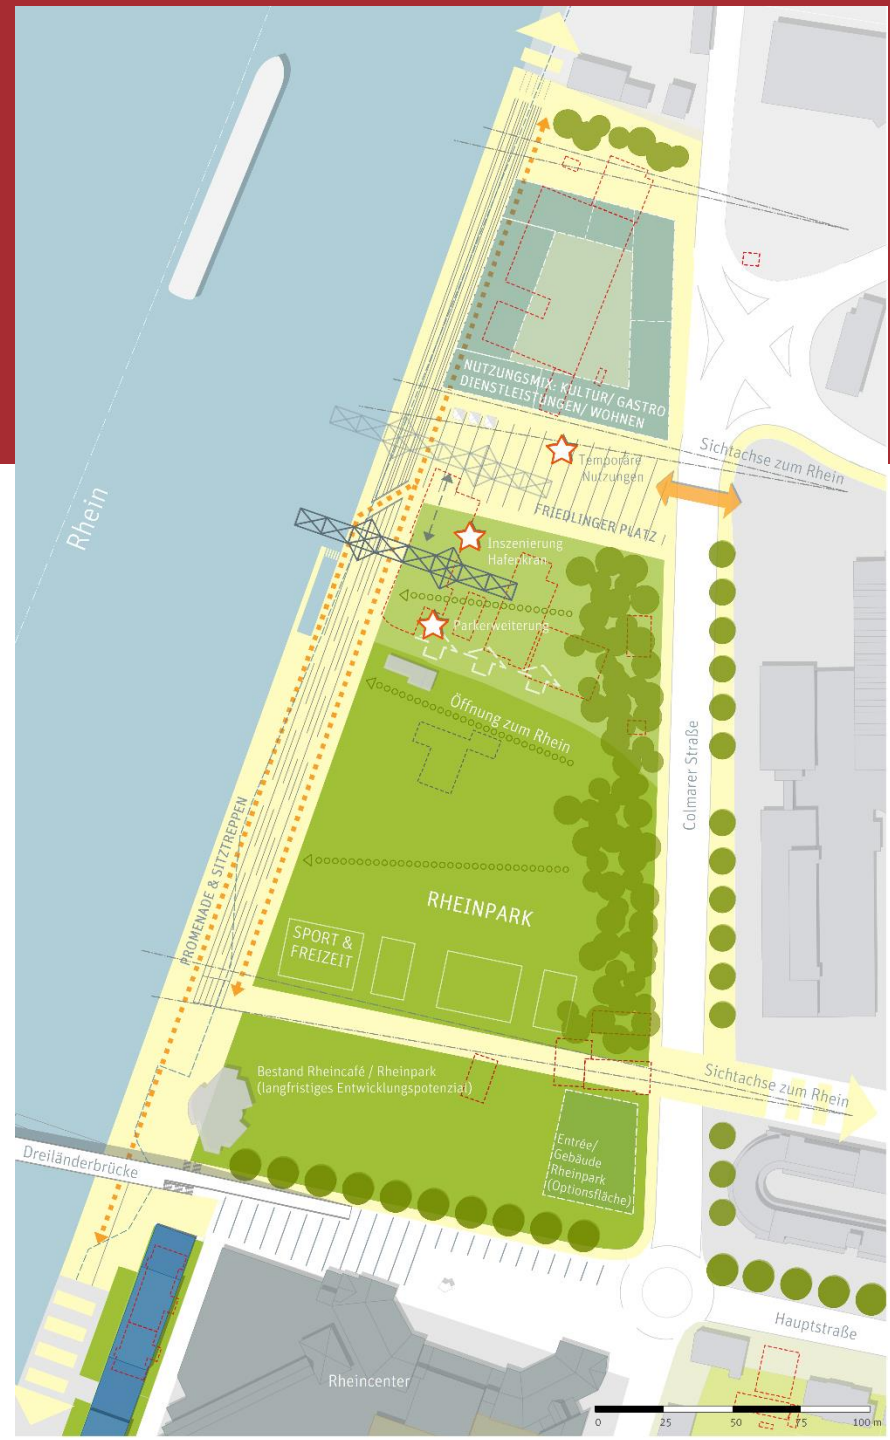 Rhein
NUTZUNGSMIX: KULTUR/ GASTRO
DIENSTLEISTUNGEN/ WOHNEN
Sichtachse zum Rhein
Temporäre
Nutzungen
FRIEDLINGER PLATZ /
Inszenierung
Hafenkran
Parkerweiterung
Öffnung zum Rhein
Colmarer Straße
PROMENADE & SITZTREPPEN
RHEINPARK
SPORT &
FREIZEIT
Bestand Rheincafé / Rheinpark
(langfristiges Entwicklungspotenzial)
Sichtachse zum Rhein
Entrée/
Gebäude
Rheinpark
(Optionsfläche)
Dreiländerbrücke
Hauptstraße
Rheincenter
0 25 50 75 100 m